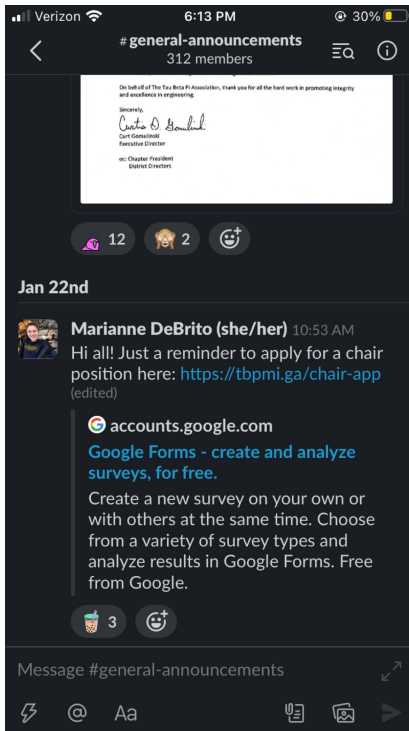 Verizon 6:13 PM 30%
# general-announcements
312 members
On behalf of The Tau Beta Pi Association, thank you for all the hard work in promoting integrity
and excellence in engineering.
Sincerely,
Curtis D. Gomulinski
Curt Gomulinski
Executive Director
cc: Chapter President
District Directors
12 2
Jan 22nd
Marianne DeBrito (she/her) 10:53 AM
Hi all! Just a reminder to apply for a chair
position here: https://tbpmi.ga/chair-app
(edited)
G accounts.google.com
Google Forms - create and analyze
surveys, for free.
Create a new survey on your own or
with others at the same time. Choose
from a variety of survey types and
analyze results in Google Forms. Free
from Google.
3
Message #general-announcements
@ Aa